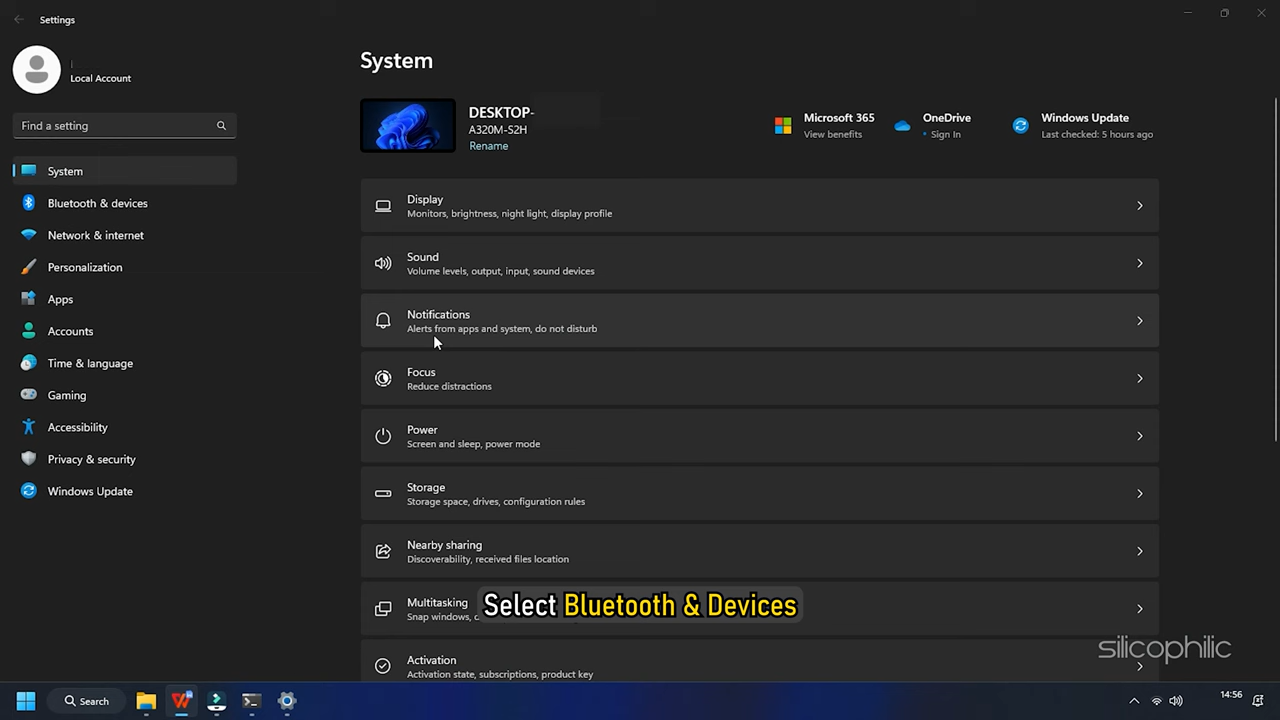 Settings
Local Account
Find a setting
System
Bluetooth & devices
Network & internet
Personalization
Apps
Accounts
Time & language
Gaming
Accessibility
Privacy & security
Windows Update
System
DESKTOP-
A320M-S2H
Rename
Microsoft 365
View benefits
OneDrive
• Sign In
Windows Update
Last checked: 5 hours ago
Display
Monitors, brightness, night light, display profile
Sound
Volume levels, output, input, sound devices
Notifications
Alerts from apps and system, do not disturb
Focus
Reduce distractions
Power
Screen and sleep, power mode
Storage
Storage space, drives, configuration rules
Nearby sharing
Discoverability, received files location
Multitasking
Snap windows,
Select Bluetooth & Devices
Activation
Activation state, subscriptions, product key
silicophilic
Search
14:56